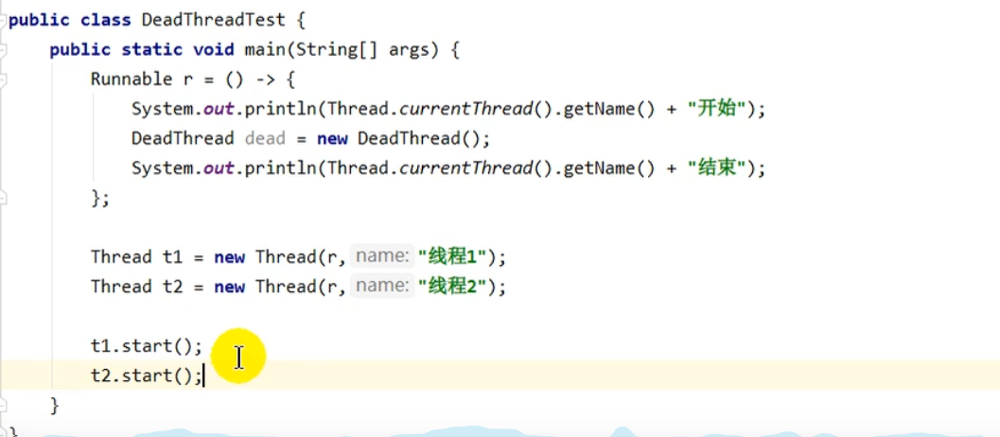 public class DeadThreadTest {
public static void main(String[] args) {
Runnable r = () -> {
System.out.println(Thread.currentThread().getName() + "开始");
DeadThread dead = new DeadThread();
System.out.println(Thread.currentThread().getName() + "结束");
};
Thread t1 = new Thread(r, name: "线程1");
Thread t2 = new Thread(r, name: "线程2");
t1.start();
t2.start();
}
}